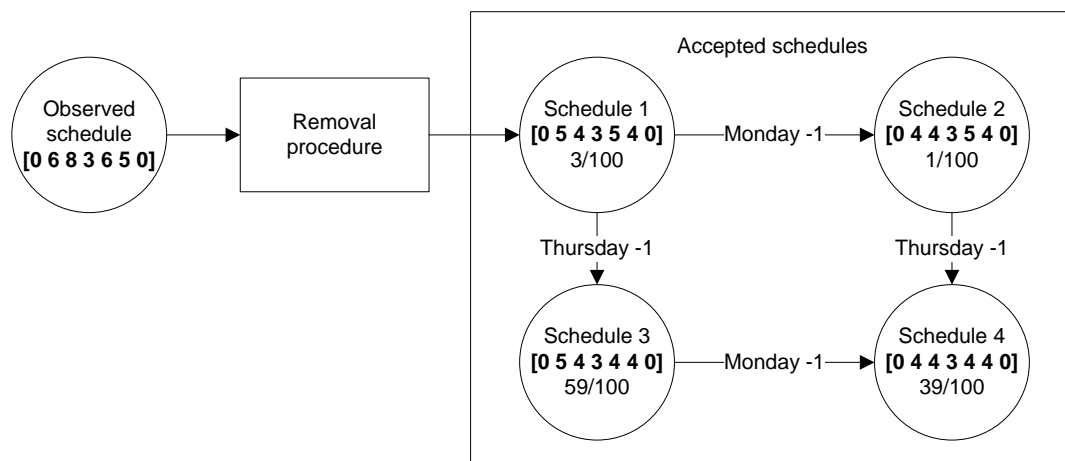 Accepted schedules
Observed
schedule
[0 6 8 3 6 5 0]
Removal
procedure
Schedule 1
[0 5 4 3 5 4 0]
3/100
Monday -1
Schedule 2
[0 4 4 3 5 4 0]
1/100
Thursday -1
Thursday -1
Schedule 3
[0 5 4 3 4 4 0]
59/100
Monday -1
Schedule 4
[0 4 4 3 4 4 0]
39/100